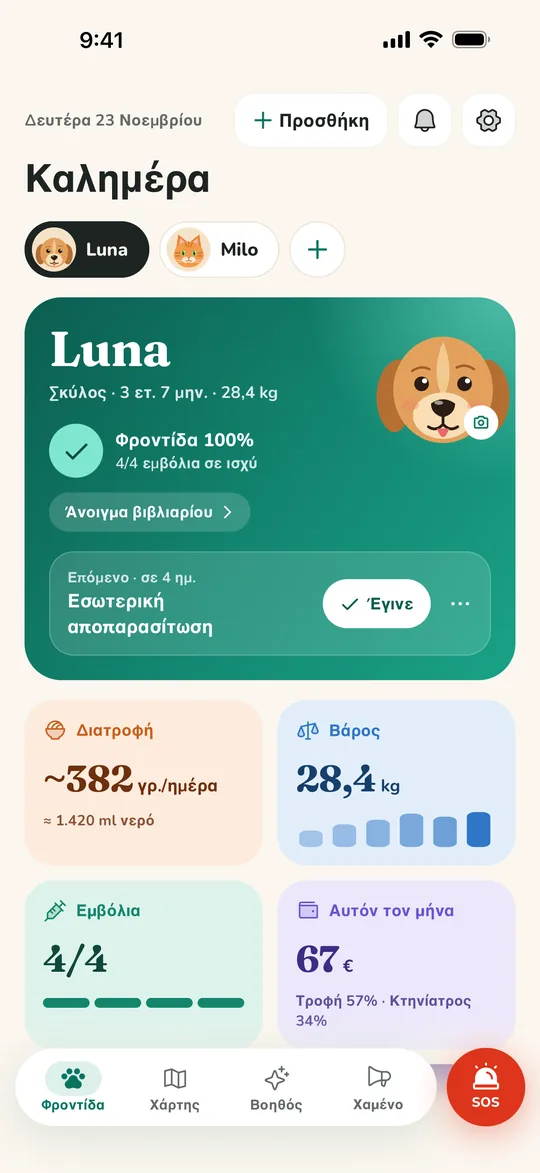 9:41
Δευτέρα 23 Νοεμβρίου
Προσθήκη
Καλημέρα
Luna
Milo
Luna
Σκύλος · 3 ετ. 7 μην. · 28,4 kg
Φροντίδα 100%
4/4 εμβόλια σε ισχύ
Άνοιγμα βιβλιαρίου
Επόμενο · σε 4 ημ.
Εσωτερική
αποπαρασίτωση
Έγινε
Διατροφή
~382 γρ./ημέρα
≈ 1.420 ml νερό
Βάρος
28,4 kg
Εμβόλια
4/4
Αυτόν τον μήνα
67 €
Τροφή 57% · Κτηνίατρος
34%
Φροντίδα
Χάρτης
Βοηθός
Χαμένο
SOS